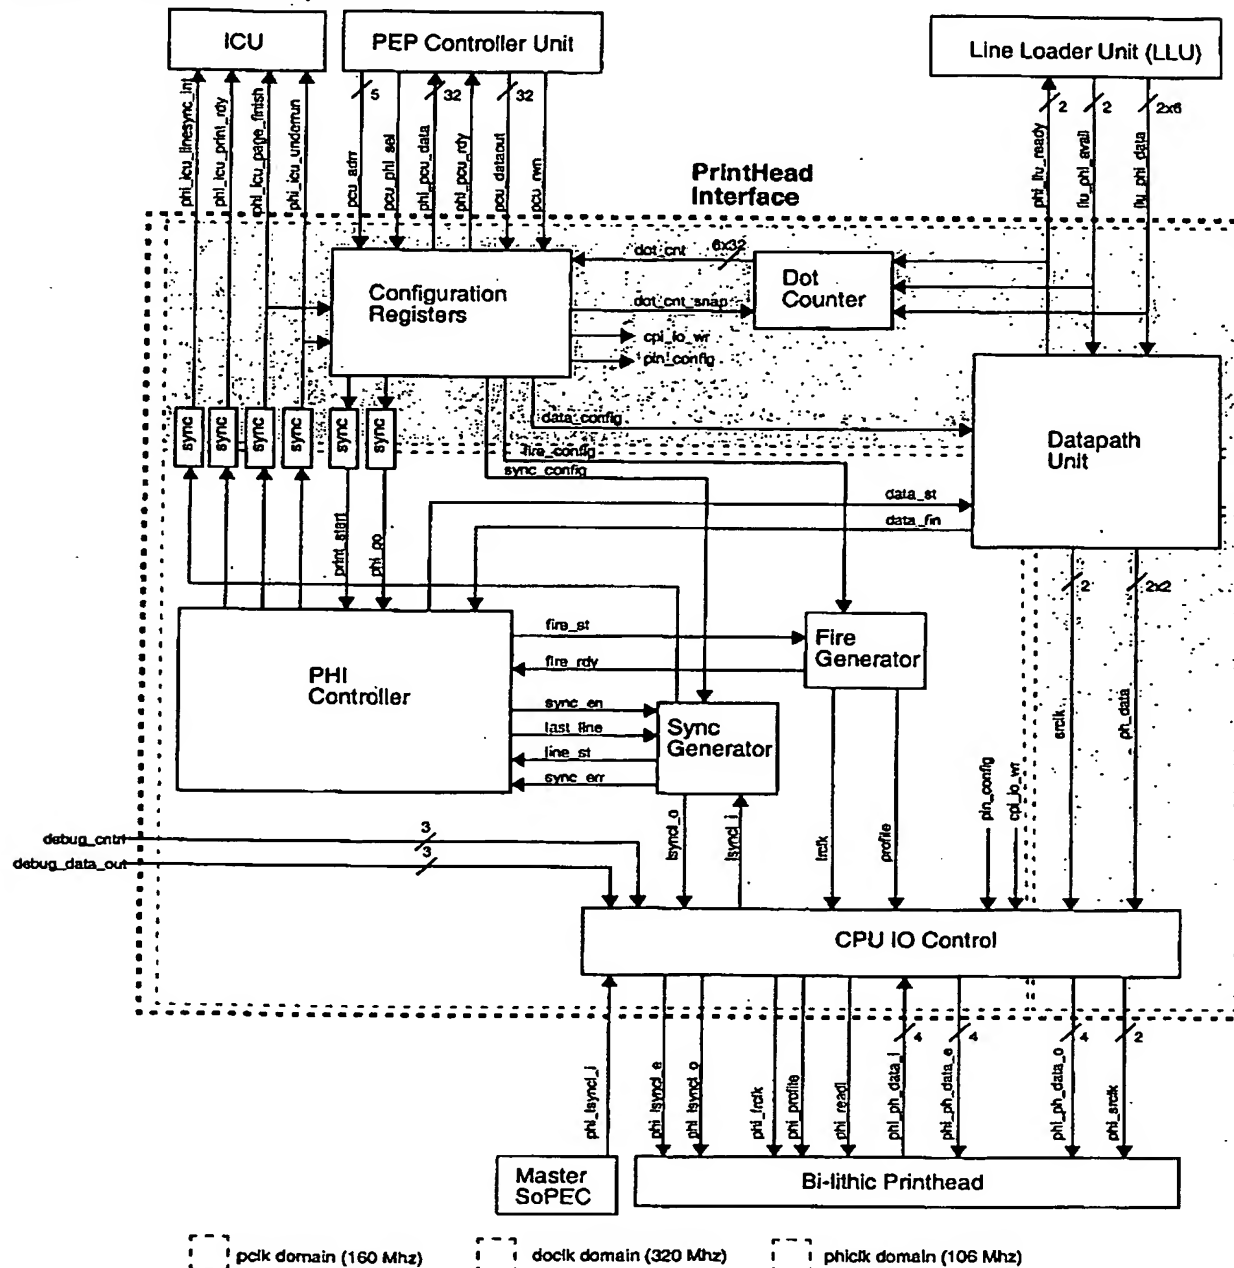 ICU
PEP Controller Unit
Line Loader Unit (LLU)
phi_icu_linesync_int
phi_icu_print_rdy
phi_icu_page_finish
phi_icu_underrun
5
32
32
pcu_adrr
pcu_phi_sel
phi_pcu_data
phi_pcu_rdy
pcu_dataout
pcu_rwn
2
2
2x6
phi_llu_ready
llu_phi_avail
llu_phi_data
PrintHead
Interface
Configuration
Registers
dot_cnt
6x32
dot_cnt_snap
cpi_io_wr
pin_config
Dot
Counter
sync
sync
sync
sync
sync
sync
data_config
fire_config
sync_config
Datapath
Unit
data_st
data_fin
print_start
phi_go
2
2x2
PHI
Controller
fire_st
fire_rdy
Fire
Generator
sync_en
last_line
line_st
sync_err
Sync
Generator
srclk
ph_data
pin_config
cpi_io_wr
debug_cntrl
3
debug_data_out
3
lsyncl_o
lsyncl_i
frclk
profile
CPU IO Control
phi_lsyncl_i
phi_lsyncl_e
phi_lsyncl_o
phi_frclk
phi_profile
phi_readl
phi_ph_data_i
4
phi_ph_data_e
4
phi_ph_data_o
4
phi_srclk
2
Master
SoPEC
Bi-lithic Printhead
pclk domain (160 Mhz)
doclk domain (320 Mhz)
phiclk domain (106 Mhz)